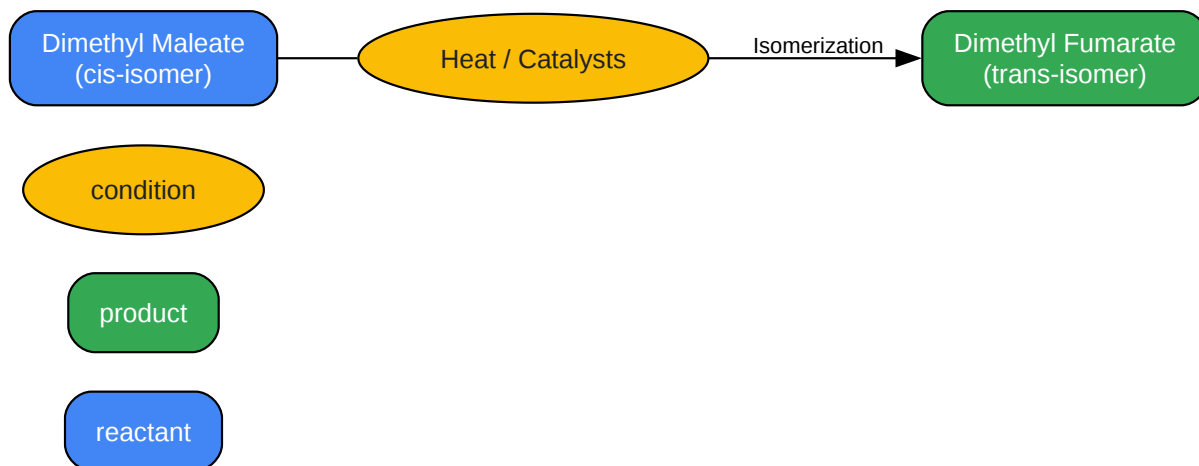 Dimethyl Maleate
(cis-isomer)
Heat / Catalysts
Isomerization
Dimethyl Fumarate
(trans-isomer)
condition
product
reactant